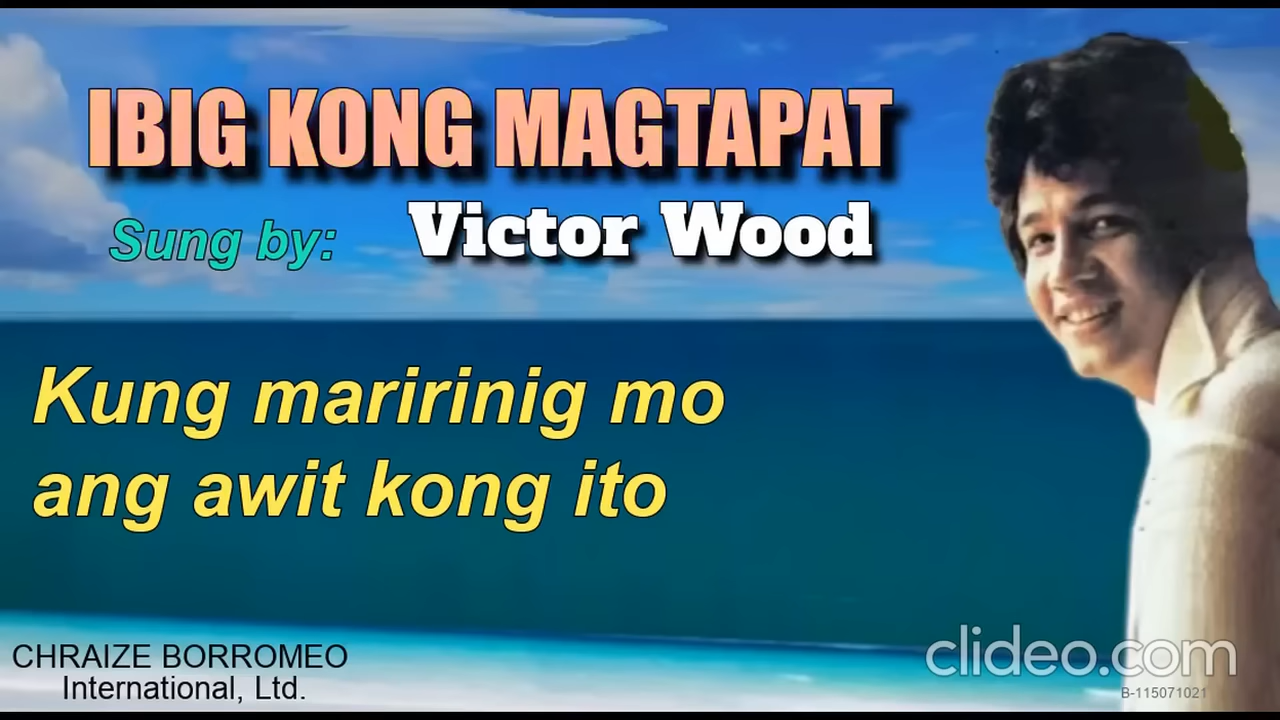 IBIG KONG MAGTAPAT
Sung by: Victor Wood
Kung maririnig mo
ang awit kong ito
CHRAIZE BORROMEO
International, Ltd.
clideo.com
B-115071021